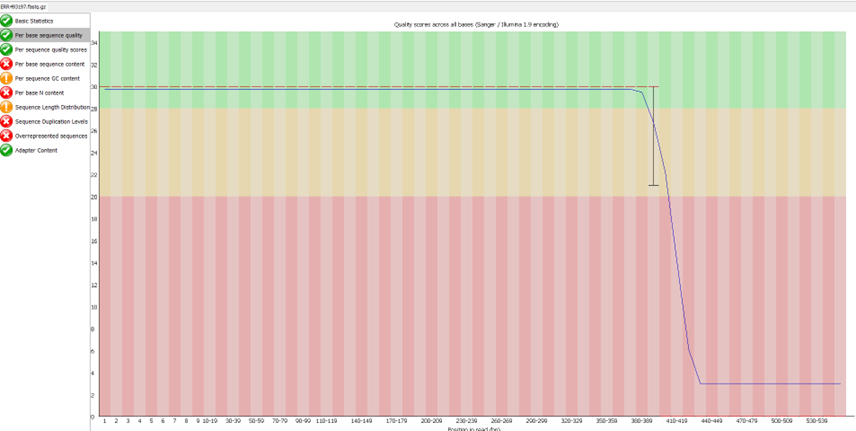 ERR493197.fastq.gz
Basic Statistics
Per base sequence quality
Per sequence quality scores
Per base sequence content
Per sequence GC content
Per base N content
Sequence Length Distribution
Sequence Duplication Levels
Overrepresented sequences
Adapter Content
Quality scores across all bases (Sanger / Illumina 1.9 encoding)
34
32
30
28
26
24
22
20
18
16
14
12
10
8
6
4
2
0
1 2 3 4 5 6 7 8 9 10-19 30-39 50-59 70-79 90-99 110-119 140-149 170-179 200-209 230-239 260-269 290-299 320-329 350-359 380-389 410-419 440-449 470-479 500-509 530-539
Position in read (bp)